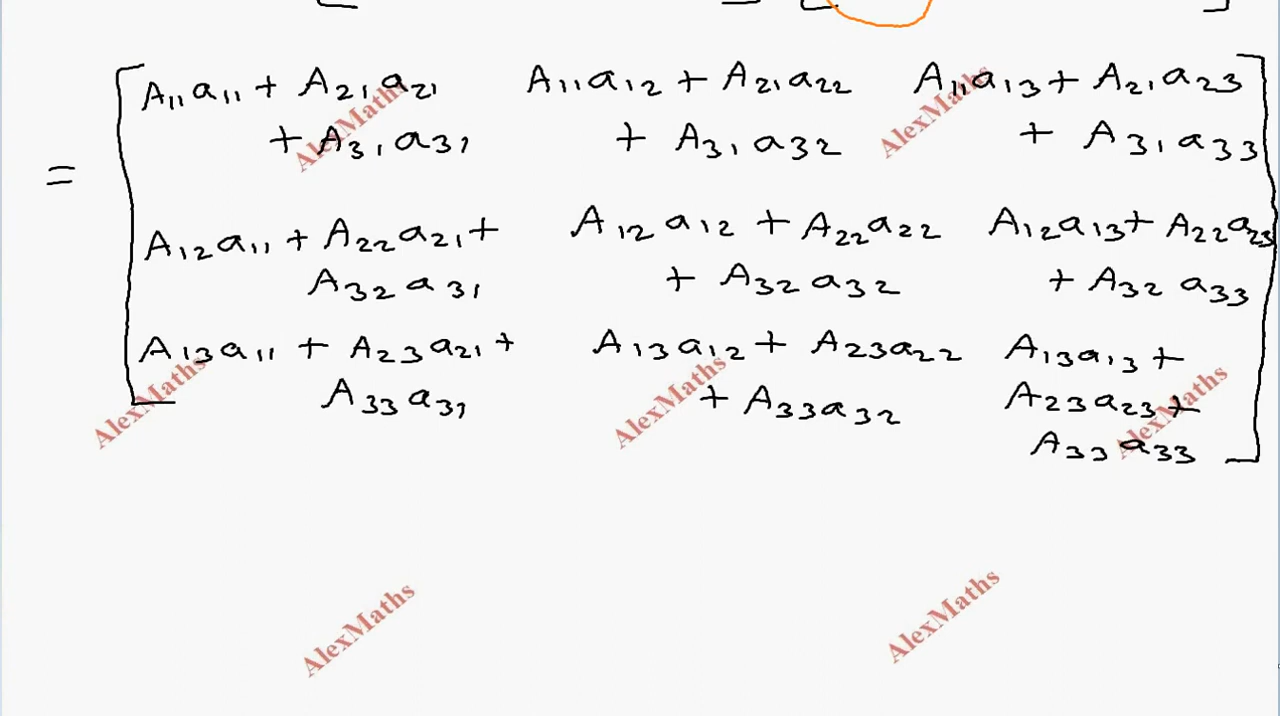 A₁₁a₁₁ + A₂₁a₂₁ A₁₁a₁₂ + A₂₁a₂₂ A₁₁a₁₃ + A₂₁a₂₃
+ A₃₁a₃₁ + A₃₁a₃₂ + A₃₁a₃₃
AlexMaths AlexMaths
=
A₁₂a₁₁ + A₂₂a₂₁ + A₁₂a₁₂ + A₂₂a₂₂ A₁₂a₁₃ + A₂₂a₂₃
A₃₂a₃₁ + A₃₂a₃₂ + A₃₂a₃₃
A₁₃a₁₁ + A₂₃a₂₁ + A₁₃a₁₂ + A₂₃a₂₂ A₁₃a₁₃ +
A₃₃a₃₁ + A₃₃a₃₂ A₂₃a₂₃ +
A₃₃a₃₃
AlexMaths AlexMaths AlexMaths
AlexMaths AlexMaths